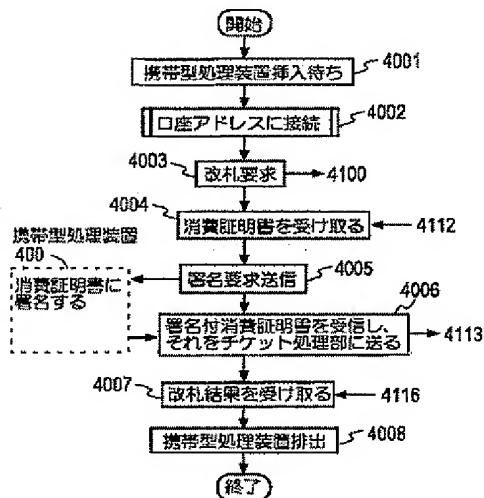 開始
携帯型処理装置挿入待ち
4001
口座アドレスに接続
4002
4003
改札要求
4100
4004
消費証明書を受け取る
4112
携帯型処理装置
400
署名要求送信
4005
消費証明書に
署名する
4006
署名付消費証明書を受信し、
それをチケット処理部に送る
4113
4007
改札結果を受け取る
4116
携帯型処理装置排出
4008
終了